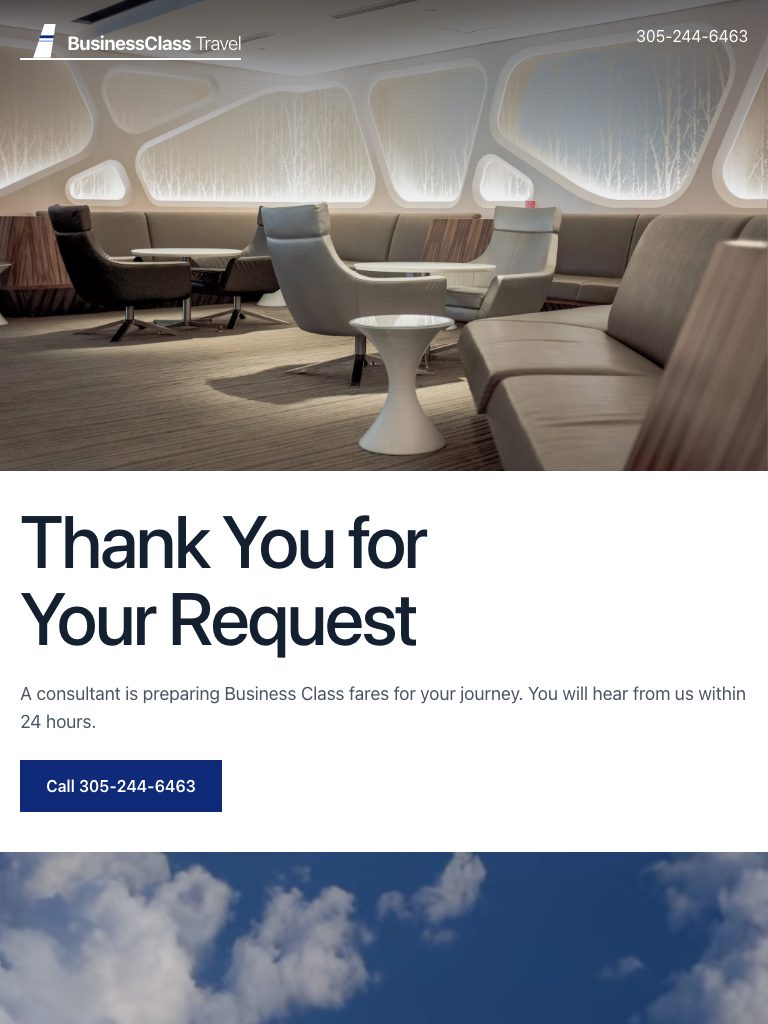 BusinessClass Travel
305-244-6463
Thank You for
Your Request
A consultant is preparing Business Class fares for your journey. You will hear from us within
24 hours.
Call 305-244-6463